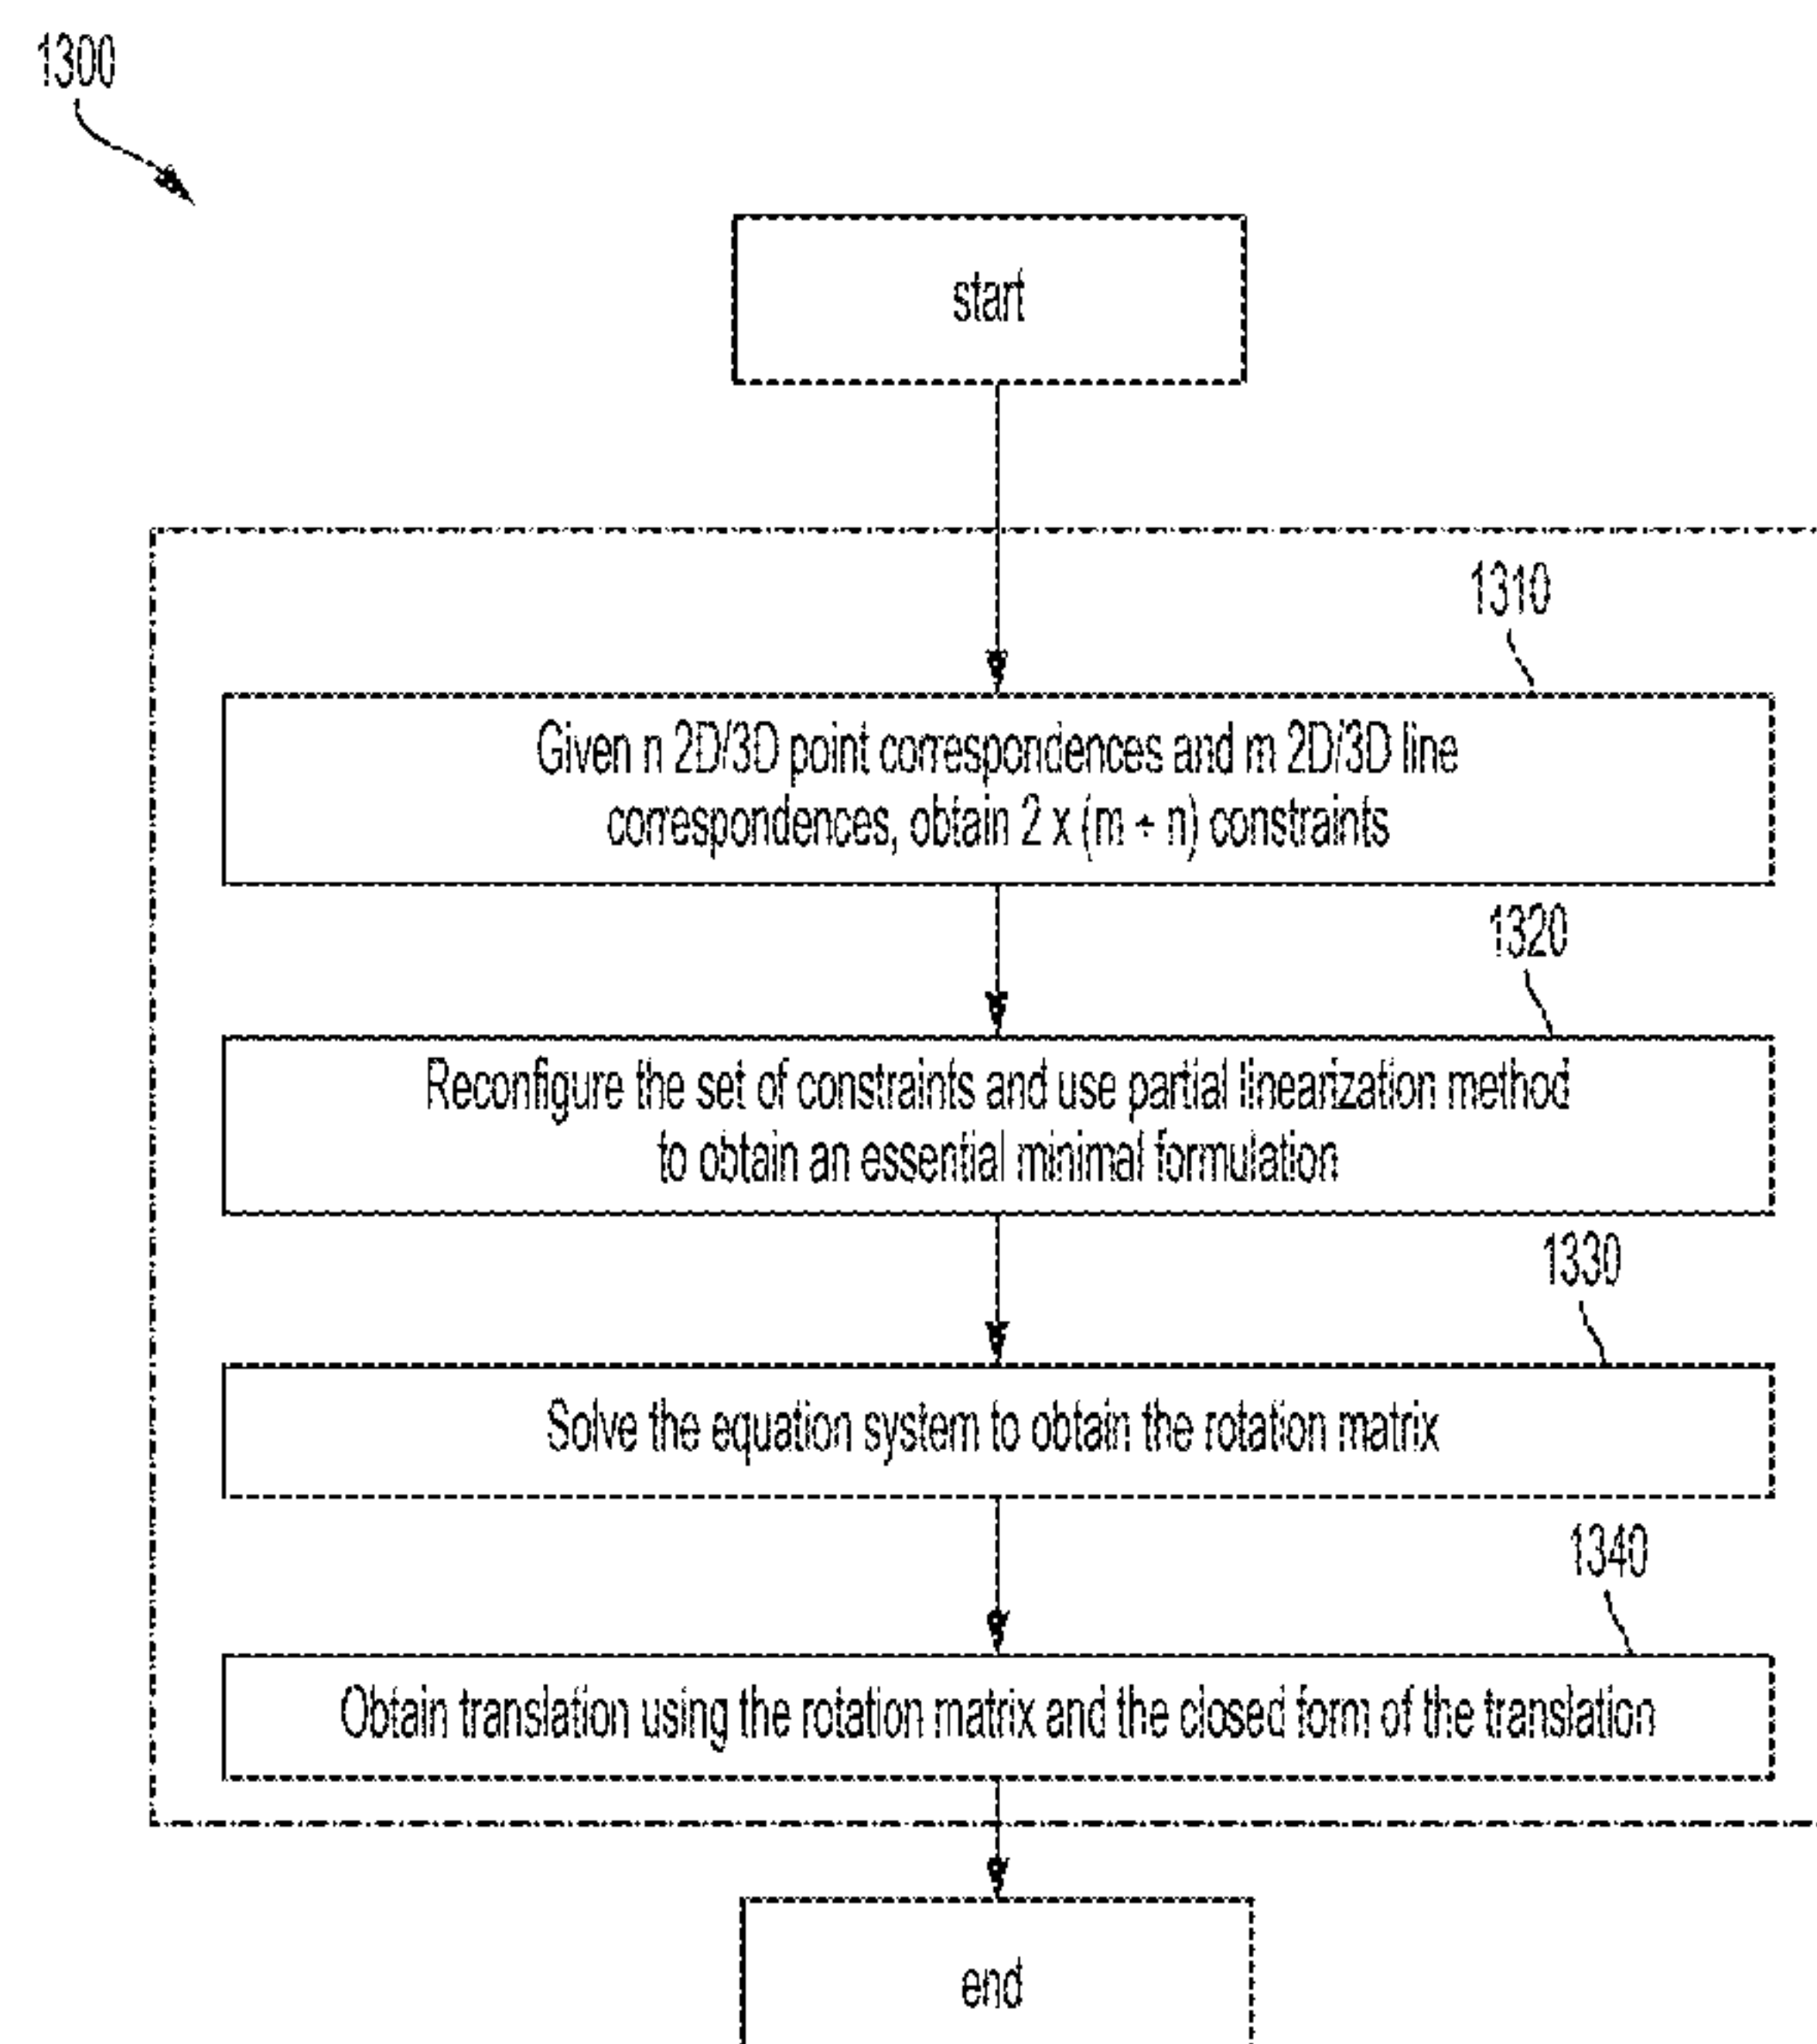 1300
start
1310
Given n 2D/3D point correspondences and m 2D/3D line
correspondences, obtain 2 x (m + n) constraints
1320
Reconfigure the set of constraints and use partial linearization method
to obtain an essential minimal formulation
1330
Solve the equation system to obtain the rotation matrix
1340
Obtain translation using the rotation matrix and the closed form of the translation
end